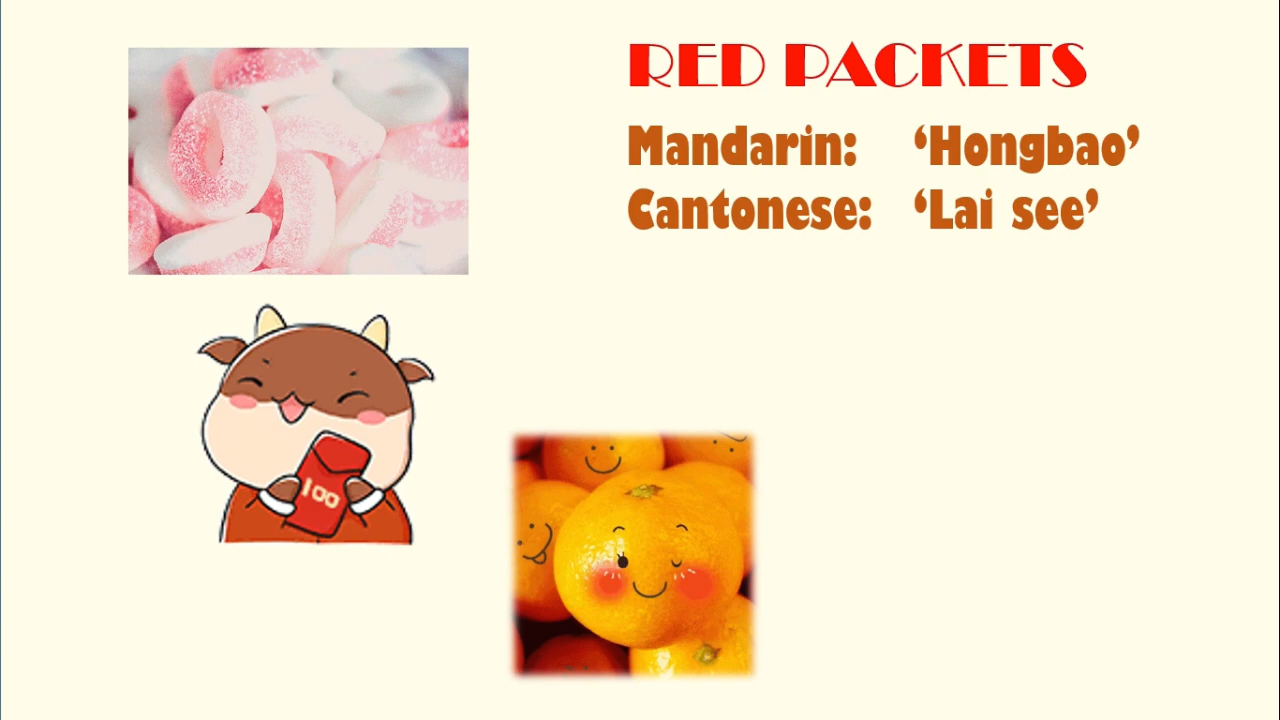 RED PACKETS
Mandarin: ‘Hongbao’
Cantonese: ‘Lai see’
100